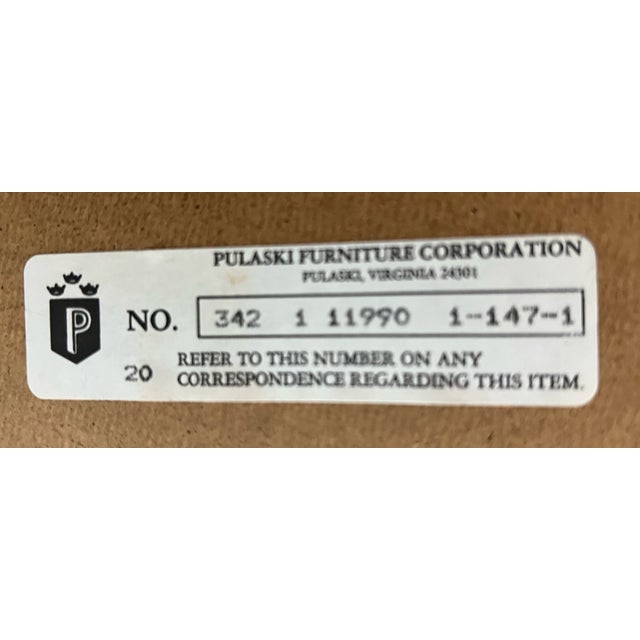 PULASKI FURNITURE CORPORATION
PULASKI, VIRGINIA 24301
P
NO. 342 1 11990 1-147-1
20 REFER TO THIS NUMBER ON ANY
CORRESPONDENCE REGARDING THIS ITEM.